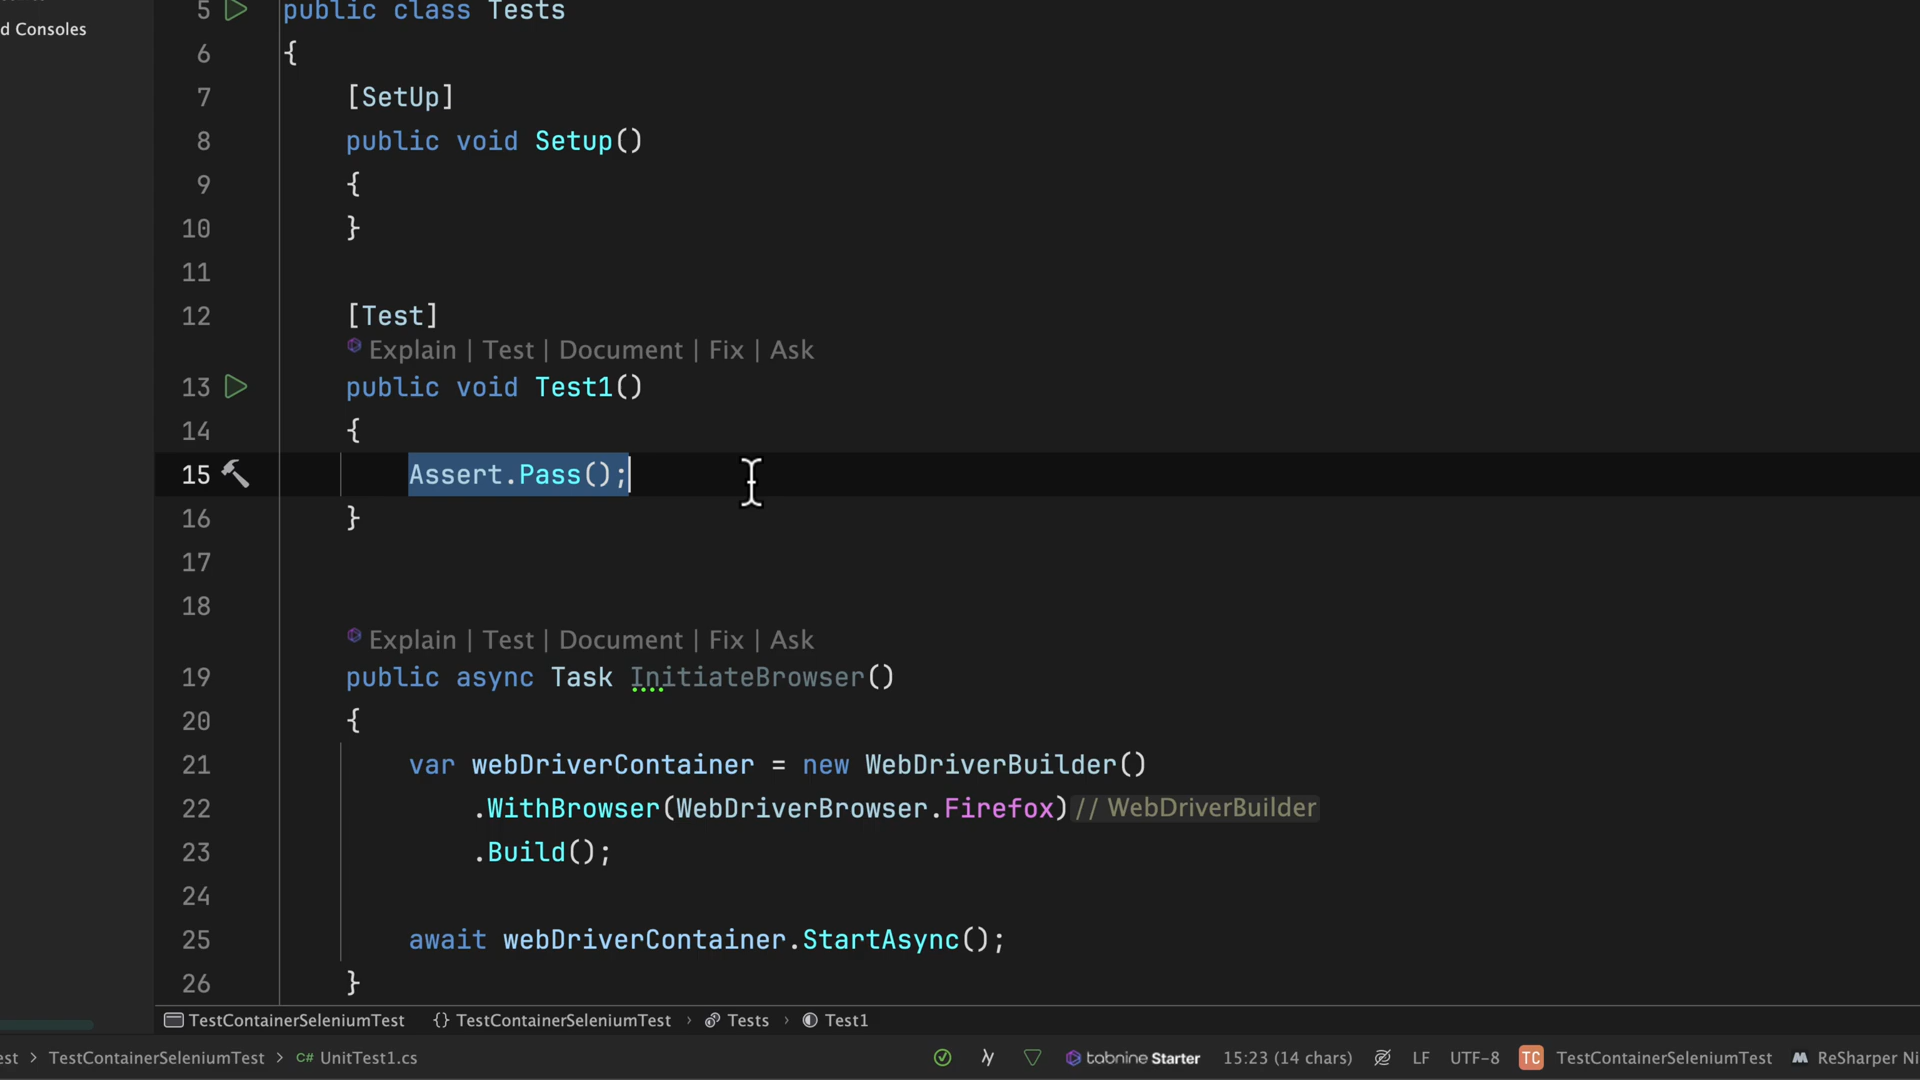 d Consoles
5 public class Tests
6 {
7 [SetUp]
8 public void Setup()
9 {
10 }
11
12 [Test]
Explain | Test | Document | Fix | Ask
13 public void Test1()
14 {
15 Assert.Pass();
16 }
17
18
Explain | Test | Document | Fix | Ask
19 public async Task InitiateBrowser()
20 {
21 var webDriverContainer = new WebDriverBuilder()
22 .WithBrowser(WebDriverBrowser.Firefox) // WebDriverBuilder
23 .Build();
24
25 await webDriverContainer.StartAsync();
26 }
TestContainerSeleniumTest {} TestContainerSeleniumTest › Tests › Test1
est > TestContainerSeleniumTest > C# UnitTest1.cs tabnine Starter 15:23 (14 chars) LF UTF-8 TC TestContainerSeleniumTest ReSharper Ni